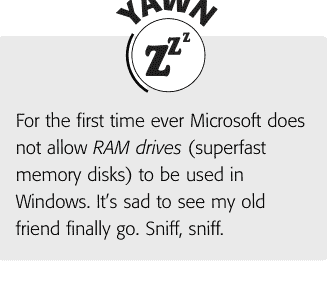 YAWN
Z z z
For the first time ever Microsoft does
not allow RAM drives (superfast
memory disks) to be used in
Windows. It's sad to see my old
friend finally go. Sniff, sniff.